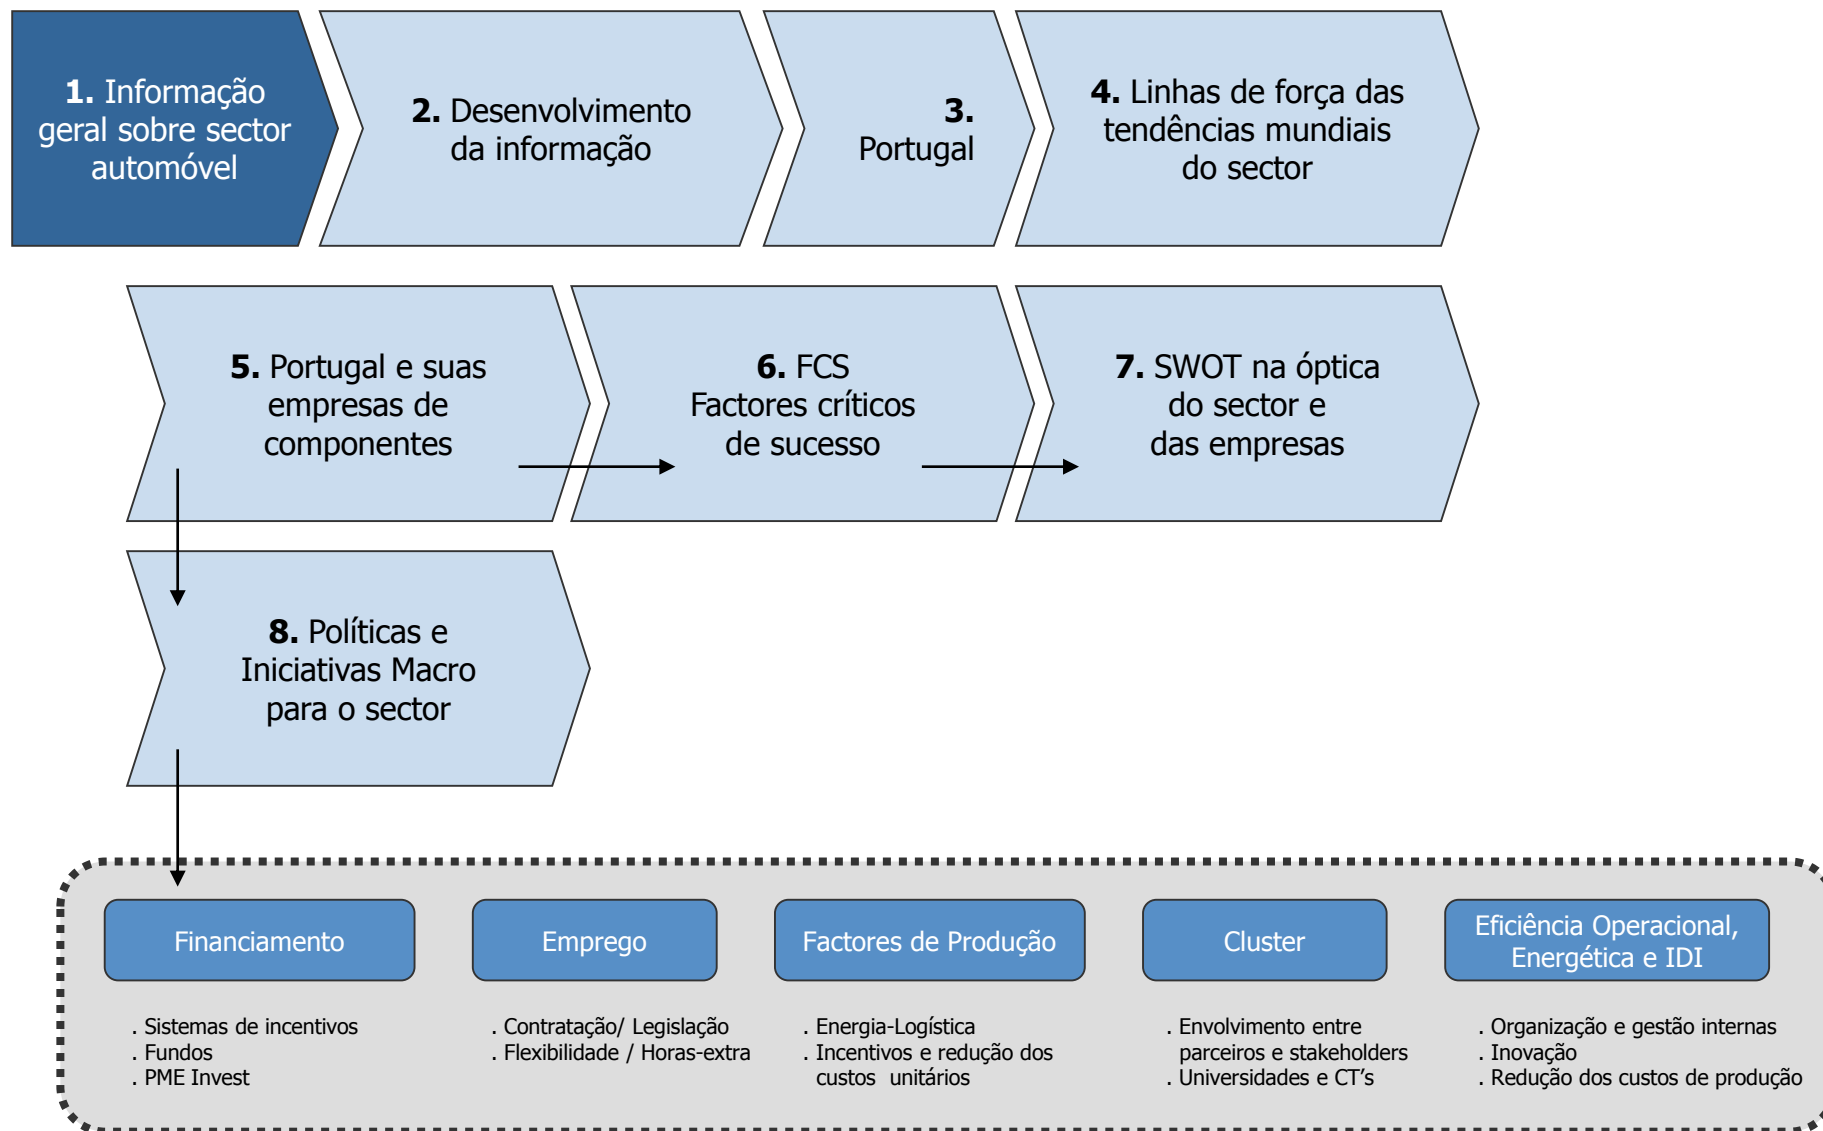 1. Informação
geral sobre sector
automóvel
2. Desenvolvimento
da informação
3.
Portugal
4. Linhas de força das
tendências mundiais
do sector
5. Portugal e suas
empresas de
componentes
6. FCS
Factores críticos
de sucesso
7. SWOT na óptica
do sector e
das empresas
8. Políticas e
Iniciativas Macro
para o sector
Financiamento
. Sistemas de incentivos
. Fundos
. PME Invest
Emprego
. Contratação/ Legislação
. Flexibilidade / Horas-extra
Factores de Produção
. Energia-Logística
. Incentivos e redução dos
custos  unitários
Cluster
. Envolvimento entre
parceiros e stakeholders
. Universidades e CT’s
Eficiência Operacional,
Energética e IDI
. Organização e gestão internas
. Inovação
. Redução dos custos de produção